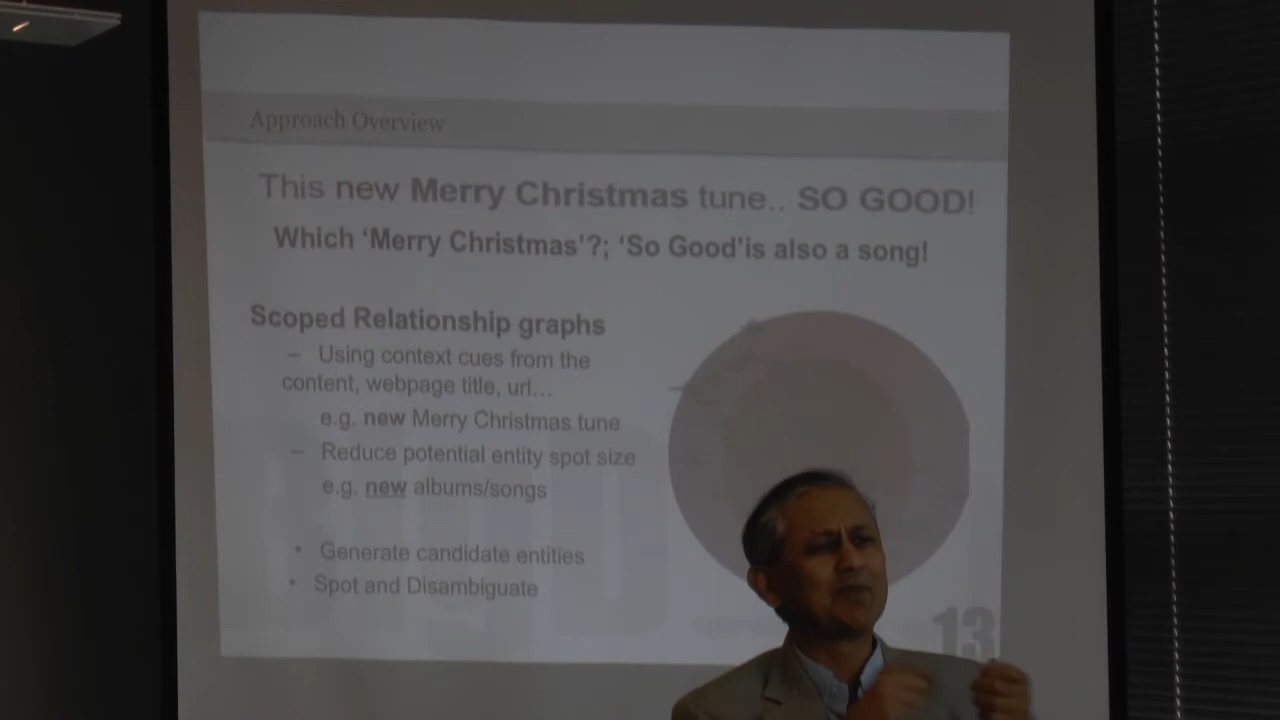 Approach Overview
This new Merry Christmas tune.. SO GOOD!
Which ‘Merry Christmas’?; ‘So Good’is also a song!
Scoped Relationship graphs
– Using context cues from the
content, webpage title, url…
e.g. new Merry Christmas tune
– Reduce potential entity spot size
e.g. new albums/songs
• Generate candidate entities
• Spot and Disambiguate
13